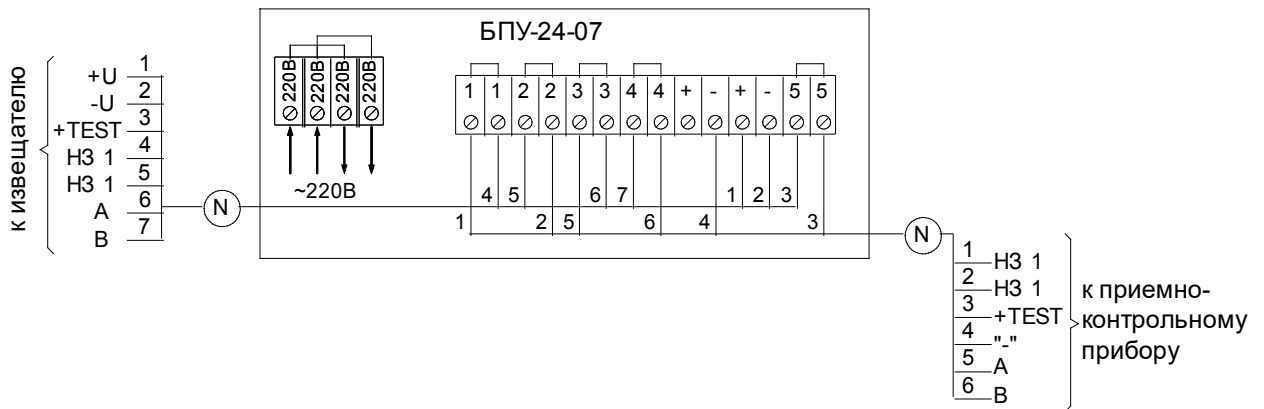 БПУ-24-07
к извещателю
+U 1
-U 2
+TEST 3
НЗ 1 4
НЗ 1 5
A 6
B 7
N
220В 220В 220В 220В
~220В
1 1 2 2 3 3 4 4 + - + - 5 5
4 5 6 7 1 2 3
1 2 5 6 4 3
N
1 НЗ 1
2 НЗ 1
3 +TEST
4 "-"
5 A
6 B
к приемно-
контрольному
прибору